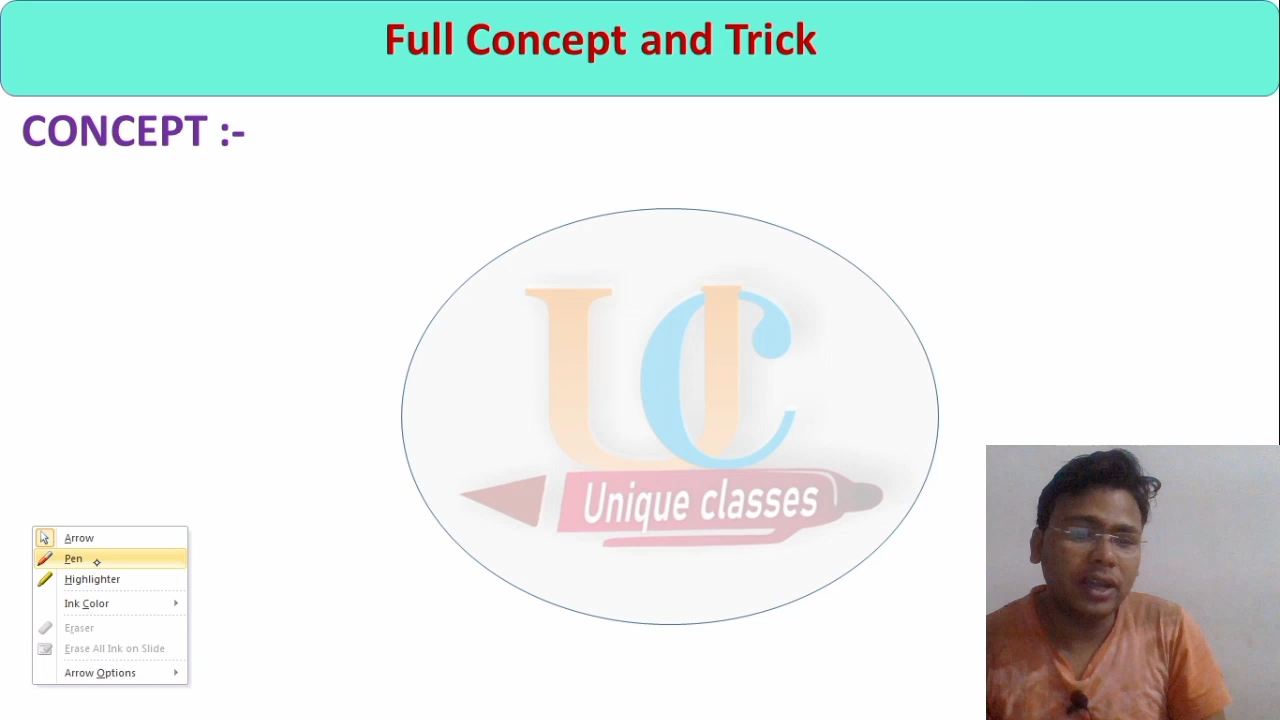 Full Concept and Trick
CONCEPT :-
UC
Unique classes
Arrow
Pen
Highlighter
Ink Color
Eraser
Erase All Ink on Slide
Arrow Options